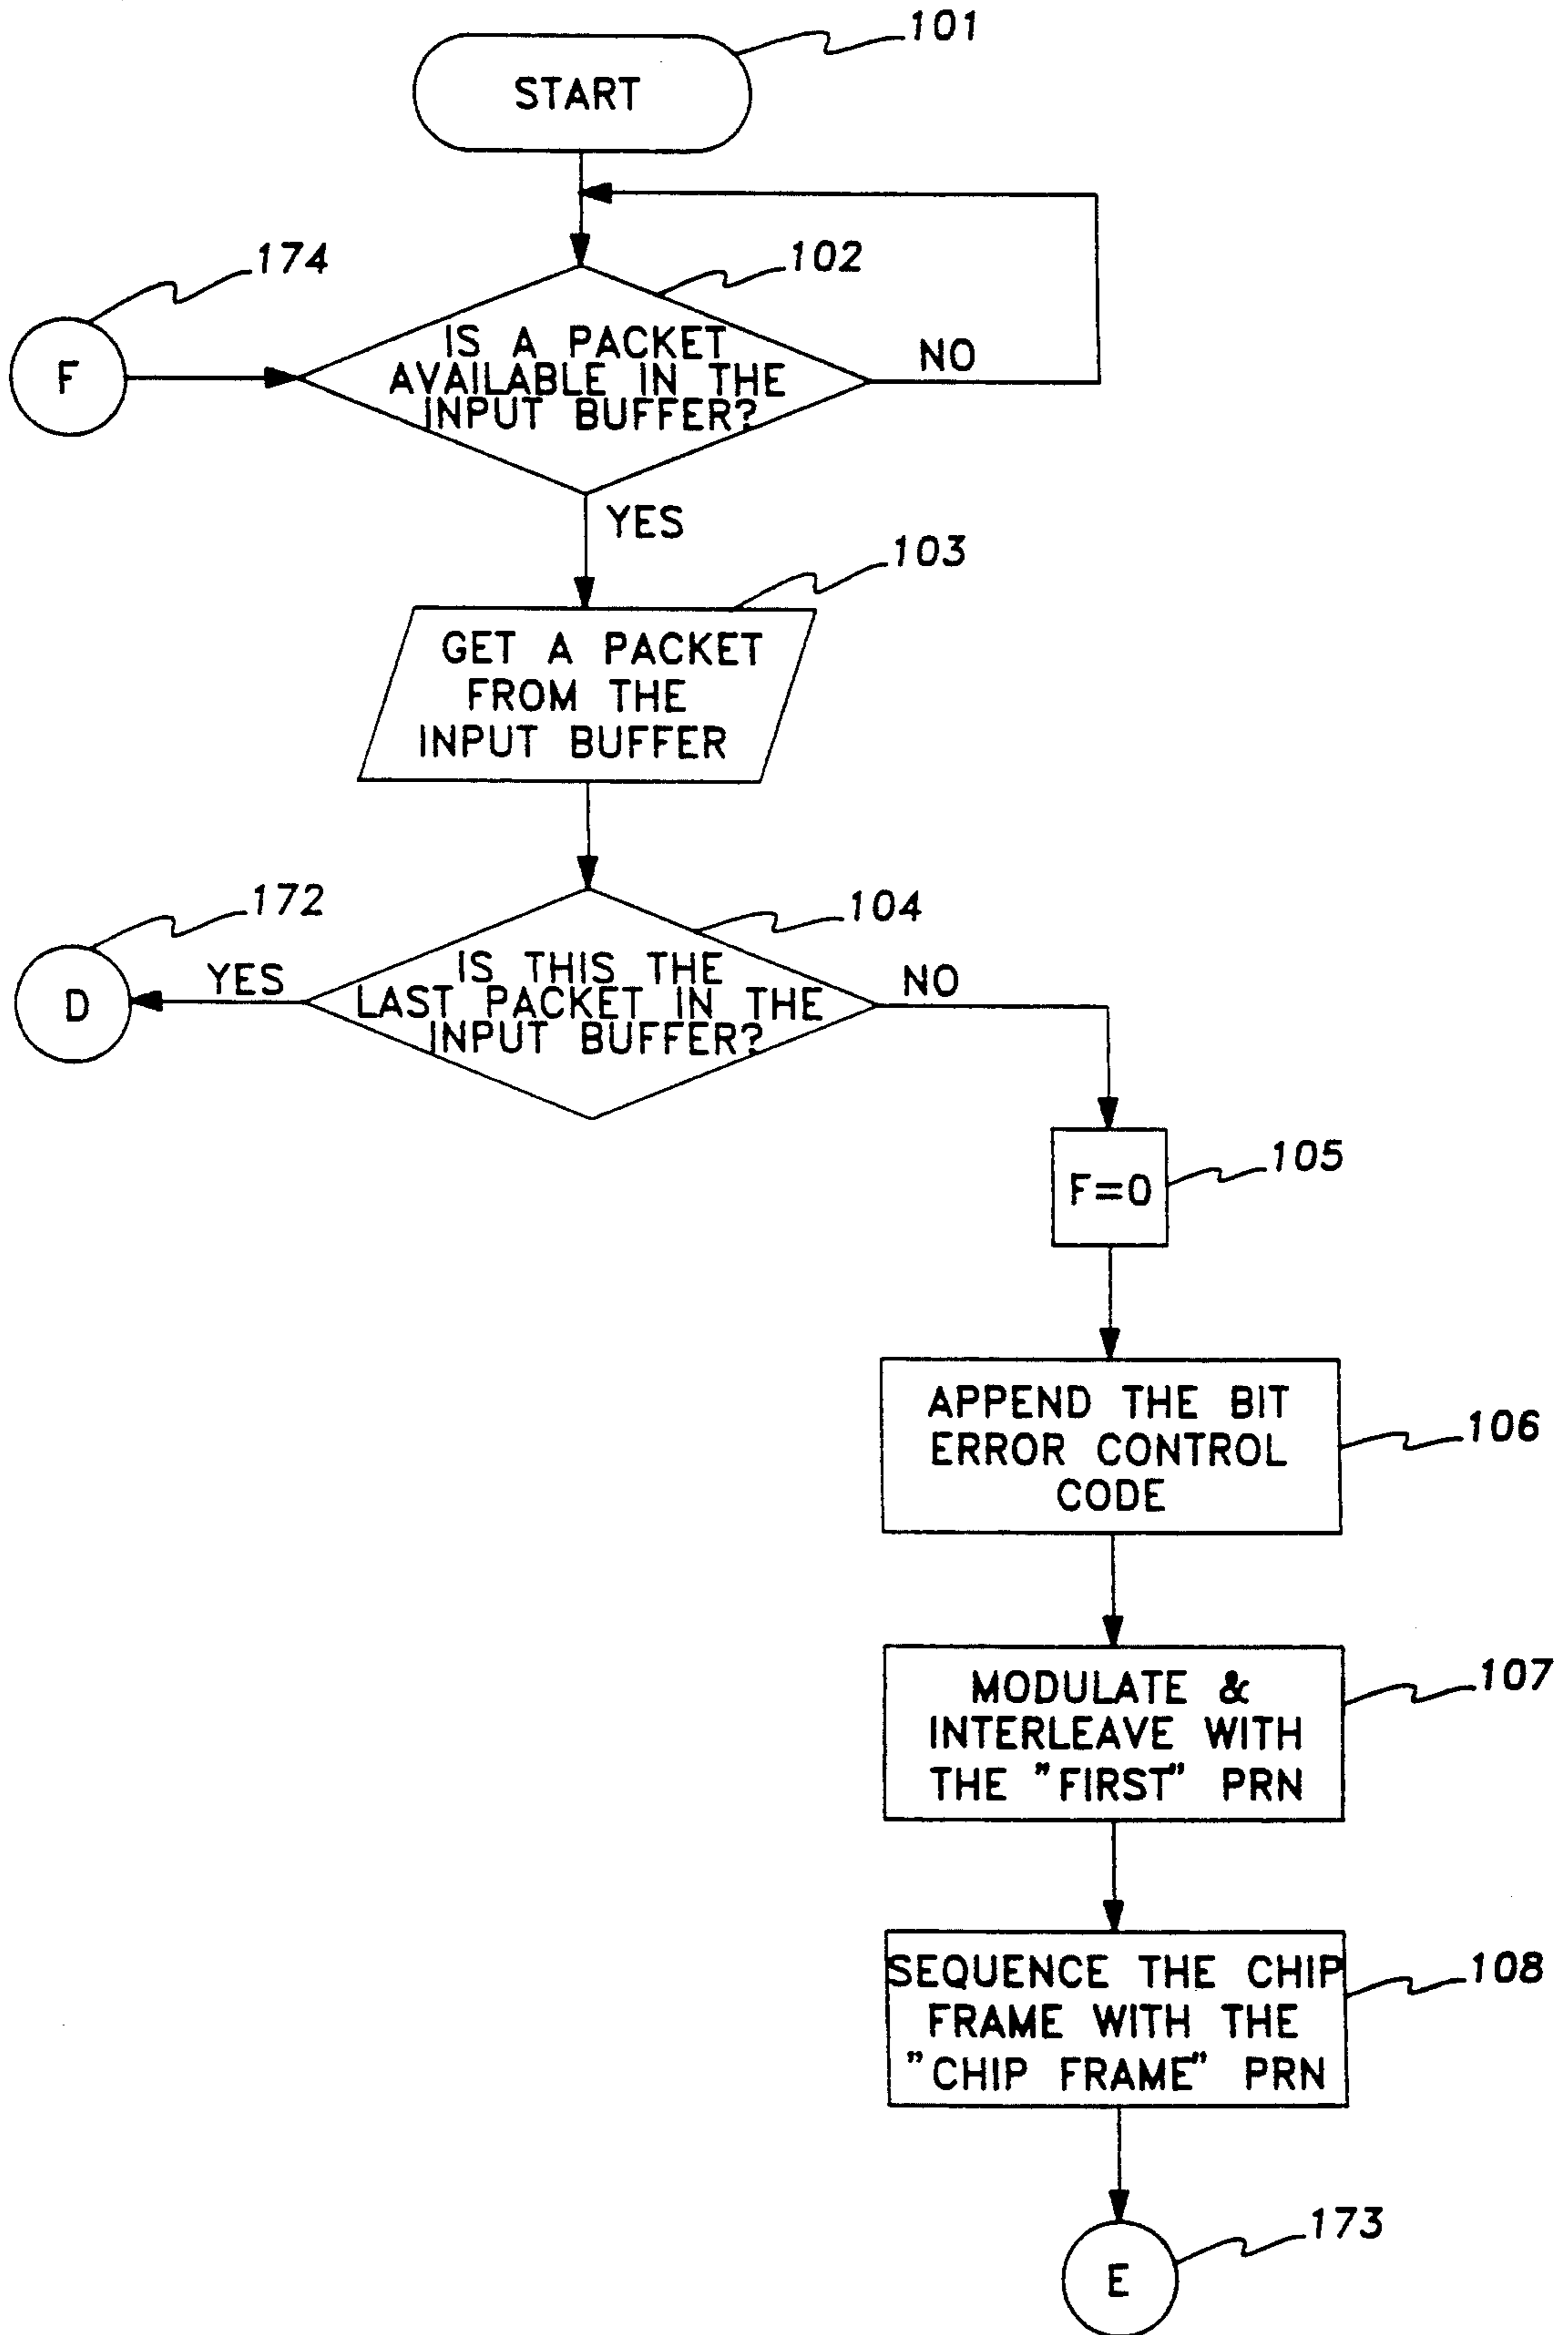 101
START
174
102
IS A PACKET
AVAILABLE IN THE
INPUT BUFFER?
NO
F
YES
103
GET A PACKET
FROM THE
INPUT BUFFER
172
104
IS THIS THE
LAST PACKET IN THE
INPUT BUFFER?
YES
NO
D
105
F=0
APPEND THE BIT
ERROR CONTROL
CODE
106
MODULATE &
INTERLEAVE WITH
THE "FIRST" PRN
107
SEQUENCE THE CHIP
FRAME WITH THE
"CHIP FRAME" PRN
108
173
E